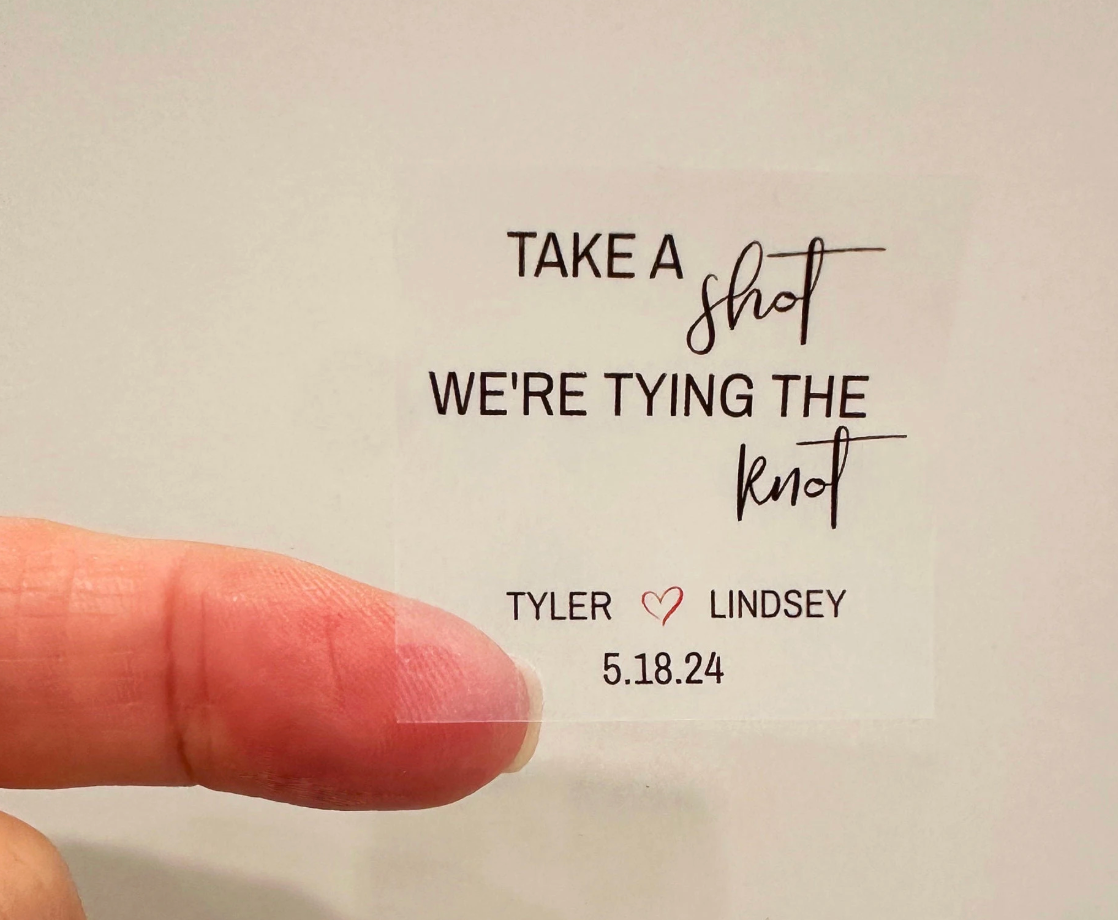 TAKE A shot
WE'RE TYING THE
knot
TYLER LINDSEY
5.18.24